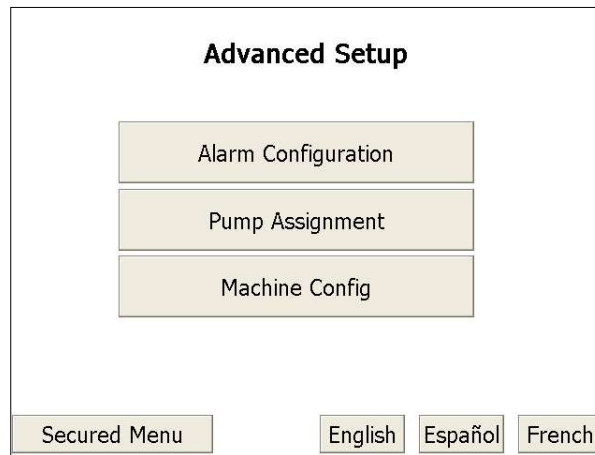 Advanced Setup
Alarm Configuration
Pump Assignment
Machine Config
Secured Menu English Español French